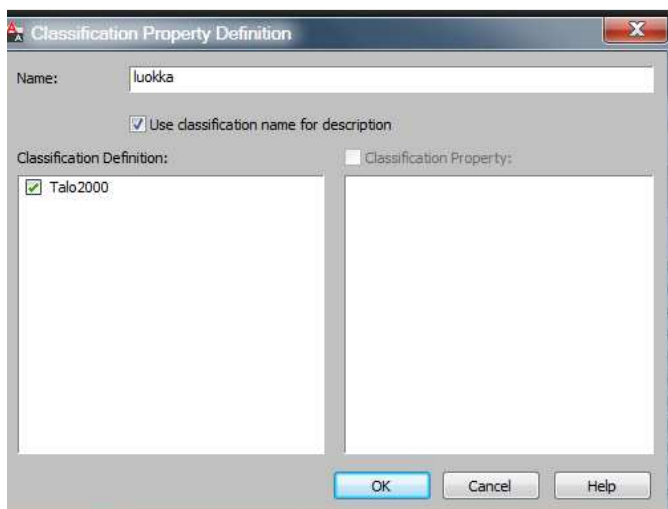 Classification Property Definition
Name:
luokka
Use classification name for description
Classification Definition:
Classification Property:
Talo2000
OK
Cancel
Help